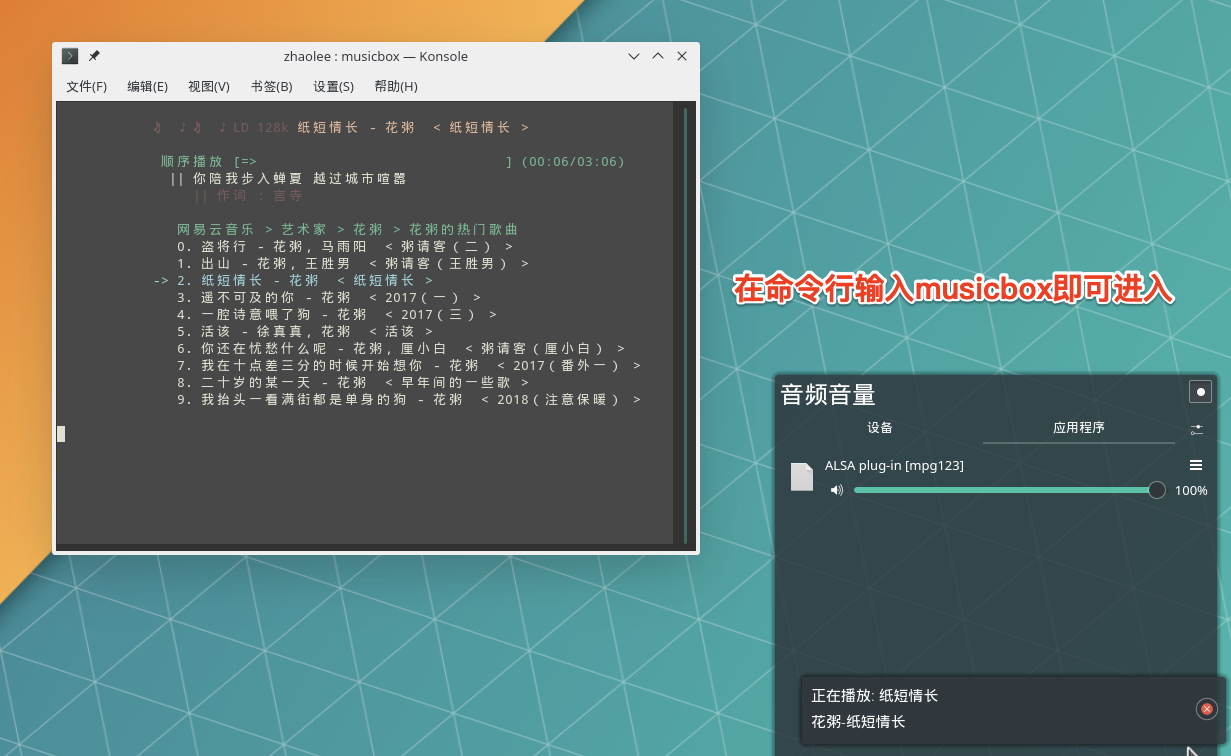 zhaolee : musicbox — Konsole
文件(F) 编辑(E) 视图(V) 书签(B) 设置(S) 帮助(H)
♪ ♪♪ ♪ LD 128k 纸短情长 - 花粥 < 纸短情长 >
顺序播放 [=> ] (00:06/03:06)
|| 你陪我步入蝉夏 越过城市喧嚣
|| 作词 : 言寺
网易云音乐 > 艺术家 > 花粥 > 花粥的热门歌曲
0. 盗将行 - 花粥, 马雨阳 < 粥请客（二） >
1. 出山 - 花粥, 王胜男 < 粥请客（王胜男） >
-> 2. 纸短情长 - 花粥 < 纸短情长 >
3. 遥不可及的你 - 花粥 < 2017（一） >
4. 一腔诗意喂了狗 - 花粥 < 2017（三） >
5. 活该 - 徐真真, 花粥 < 活该 >
6. 你还在忧愁什么呢 - 花粥, 厘小白 < 粥请客（厘小白） >
7. 我在十点差三分的时候开始想你 - 花粥 < 2017（番外一） >
8. 二十岁的某一天 - 花粥 < 早年间的一些歌 >
9. 我抬头一看满街都是单身的狗 - 花粥 < 2018（注意保暖） >
在命令行输入musicbox即可进入
音频音量
设备 应用程序
ALSA plug-in [mpg123]
100%
正在播放: 纸短情长
花粥-纸短情长